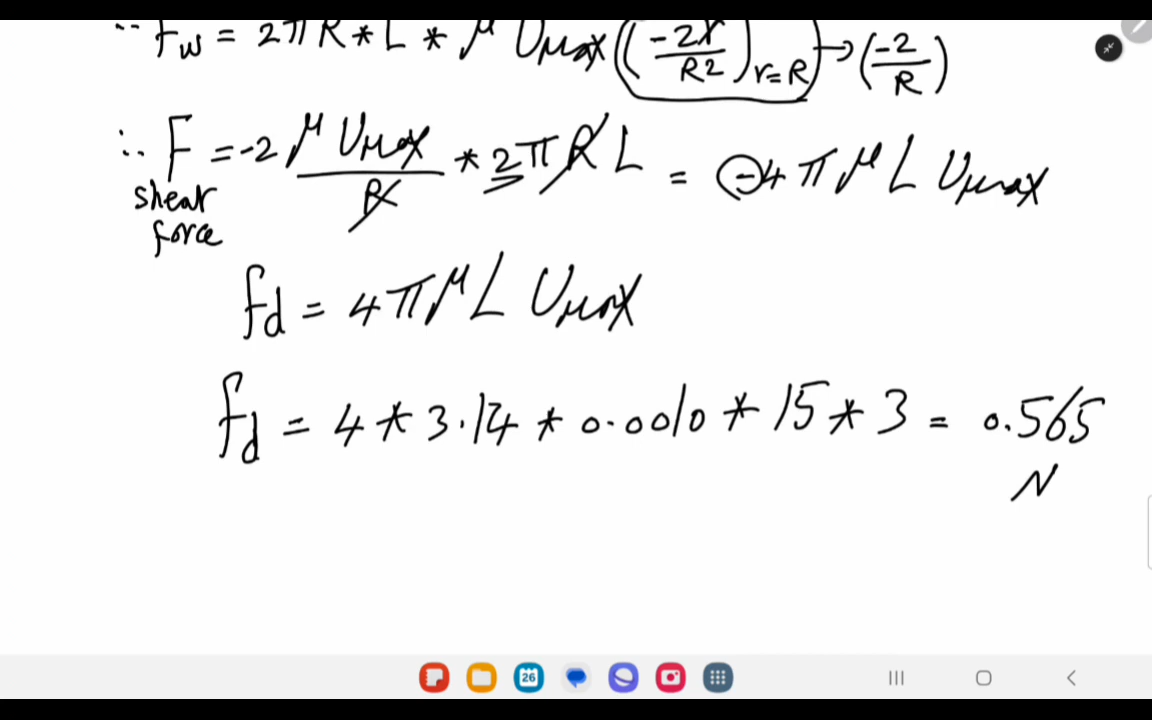 ∴ Fw = 2πR * L * μ Umax ((-2r/R2)r=R) → (-2/R)
∴ F = -2 μ Umax/R * 2πR L = -4πμL Umax
shear
force
fd = 4πμL Umax
fd = 4 * 3.14 * 0.0010 * 15 * 3 = 0.565
N
26